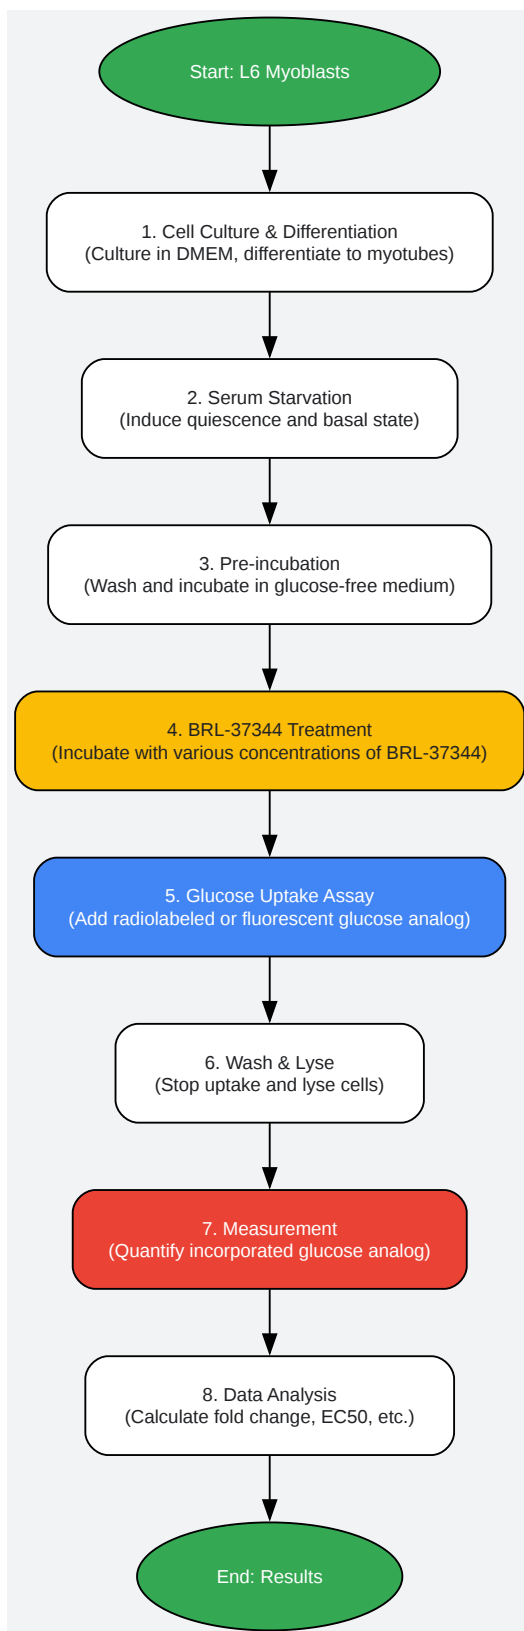 Start: L6 Myoblasts
1. Cell Culture & Differentiation
(Culture in DMEM, differentiate to myotubes)
2. Serum Starvation
(Induce quiescence and basal state)
3. Pre-incubation
(Wash and incubate in glucose-free medium)
4. BRL-37344 Treatment
(Incubate with various concentrations of BRL-37344)
5. Glucose Uptake Assay
(Add radiolabeled or fluorescent glucose analog)
6. Wash & Lyse
(Stop uptake and lyse cells)
7. Measurement
(Quantify incorporated glucose analog)
8. Data Analysis
(Calculate fold change, EC50, etc.)
End: Results